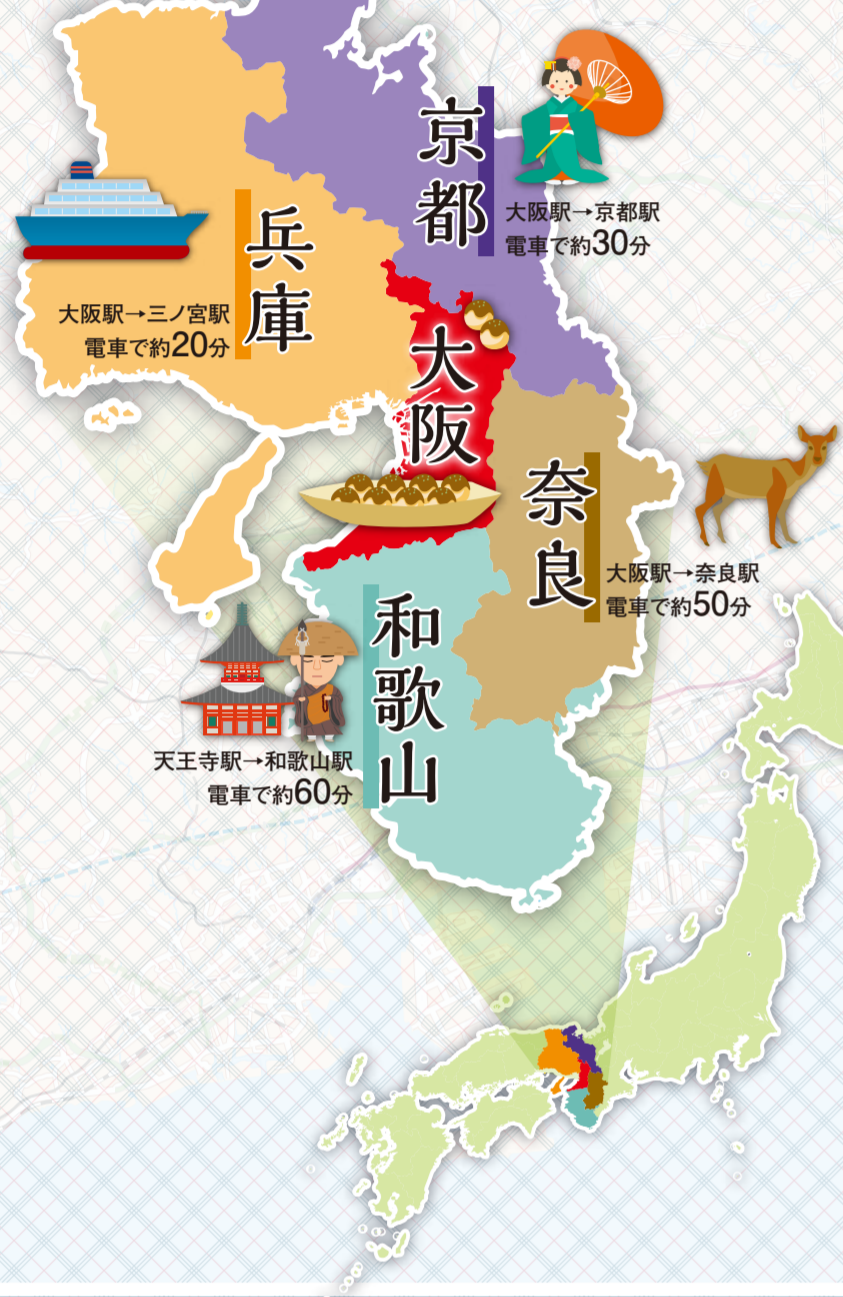 京都
大阪駅→京都駅
電車で約30分
兵庫
大阪駅→三ノ宮駅
電車で約20分
大阪
奈良
大阪駅→奈良駅
電車で約50分
和歌山
天王寺駅→和歌山駅
電車で約60分